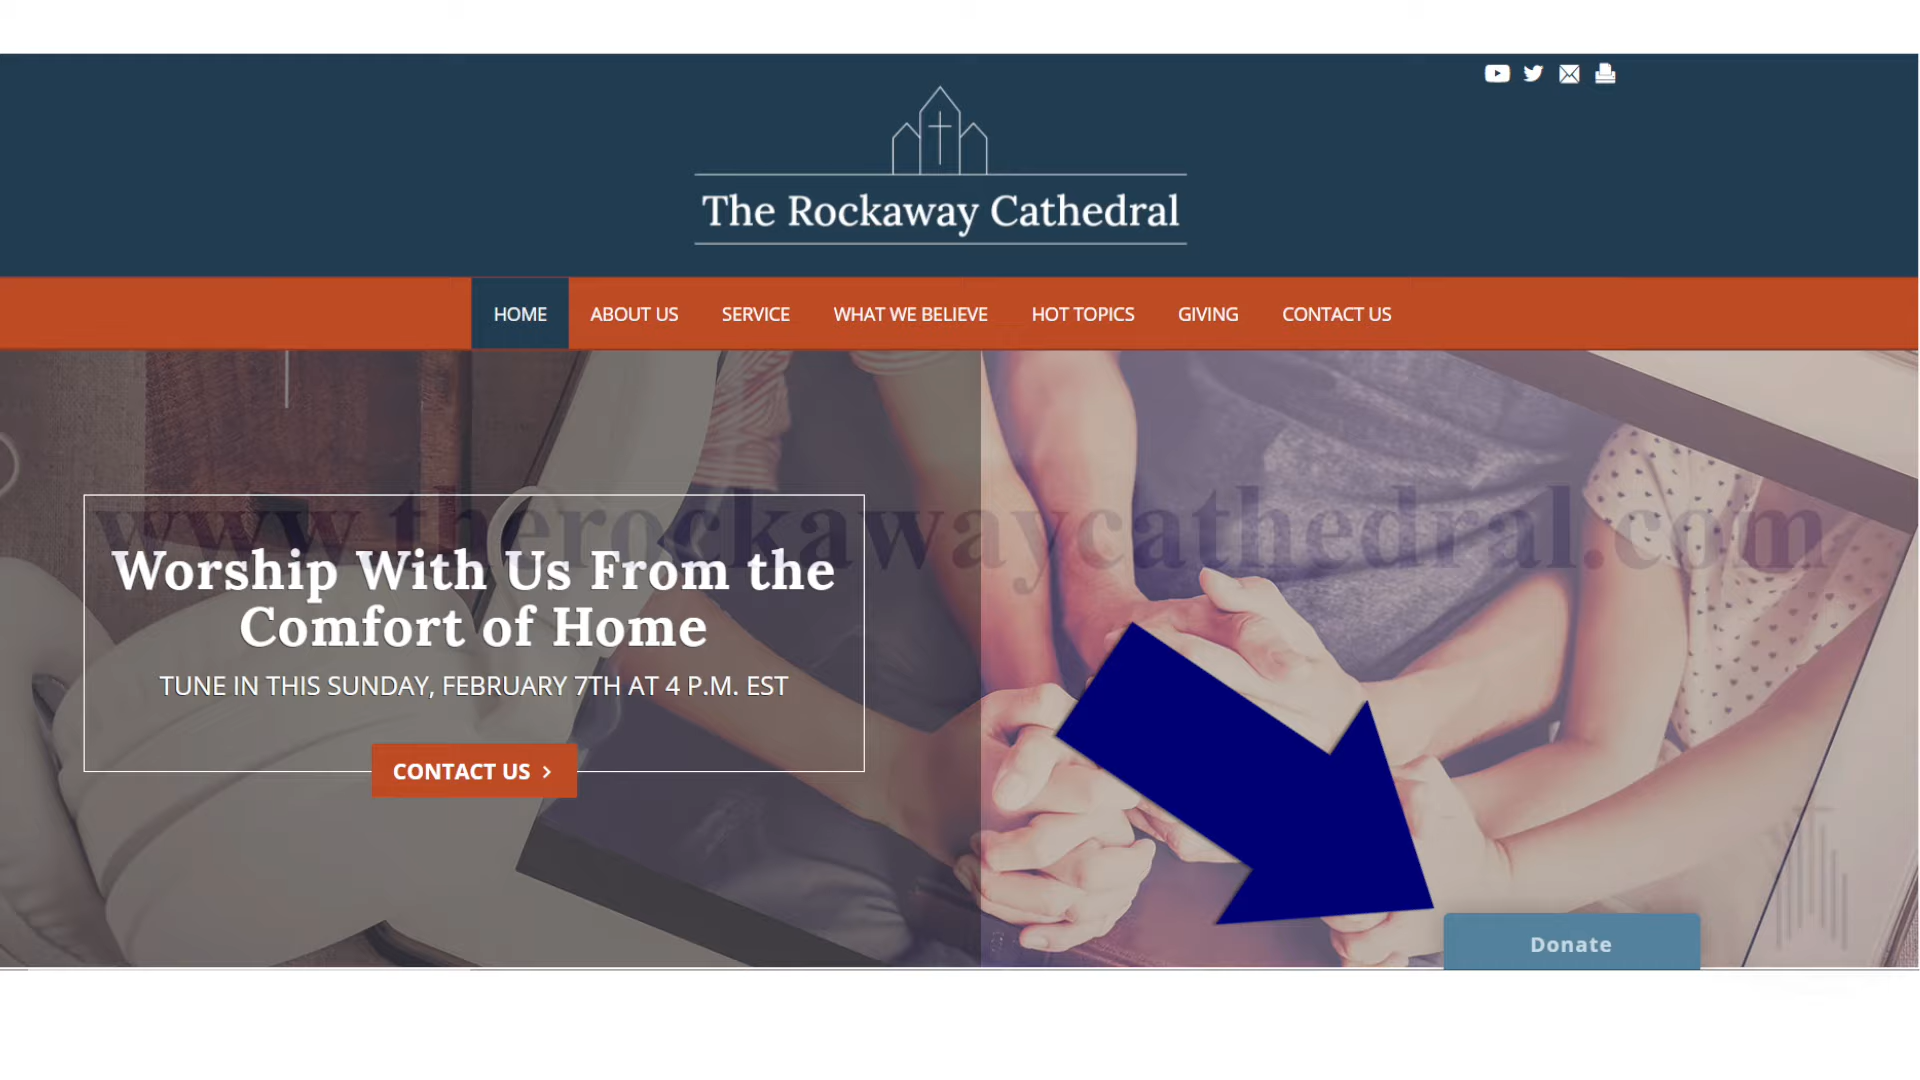 The Rockaway Cathedral
HOME ABOUT US SERVICE WHAT WE BELIEVE HOT TOPICS GIVING CONTACT US
www.therockawaycathedral.com
Worship With Us From the
Comfort of Home
TUNE IN THIS SUNDAY, FEBRUARY 7TH AT 4 P.M. EST
CONTACT US >
Donate